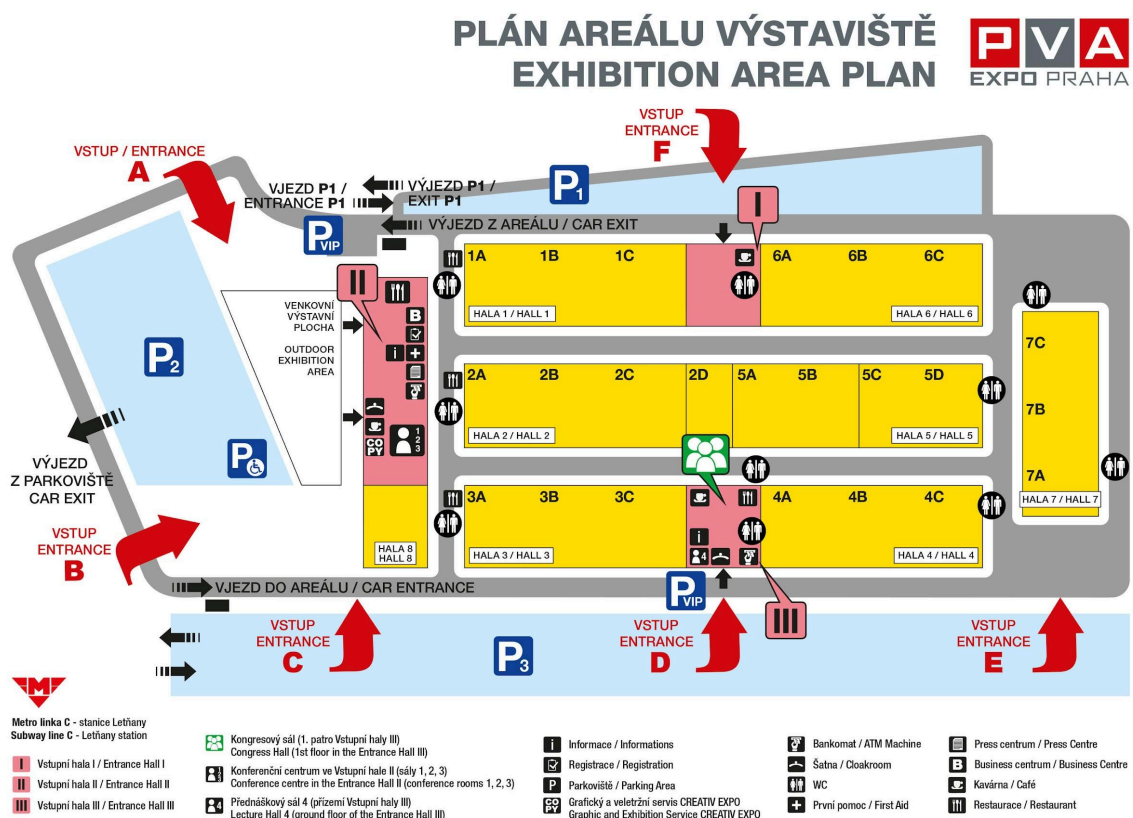 PLÁN AREÁLU VÝSTAVIŠTĚ
EXHIBITION AREA PLAN
PVA
EXPO PRAHA
VSTUP / ENTRANCE
A
VSTUP
ENTRANCE
F
VJEZD P1 /
ENTRANCE P1
VÝJEZD P1 /
EXIT P1
P1
I
VÝJEZD Z AREÁLU / CAR EXIT
P VIP
II
1A
1B
1C
6A
6B
6C
HALA 1 / HALL 1
HALA 6 / HALL 6
VENKOVNÍ
VÝSTAVNÍ
PLOCHA
OUTDOOR
EXHIBITION
AREA
B
i
P2
2A
2B
2C
2D
5A
5B
5C
5D
HALA 2 / HALL 2
HALA 5 / HALL 5
7C
7B
7A
HALA 7 / HALL 7
COPY
1
2
3
P
VÝJEZD
Z PARKOVIŠTĚ
CAR EXIT
3A
3B
3C
4A
4B
4C
HALA 3 / HALL 3
HALA 4 / HALL 4
i
4
HALA 8
HALL 8
VSTUP
ENTRANCE
B
VJEZD DO AREÁLU / CAR ENTRANCE
P VIP
III
VSTUP
ENTRANCE
C
P3
VSTUP
ENTRANCE
D
VSTUP
ENTRANCE
E
M
Metro linka C - stanice Letňany
Subway line C - Letňany station
I Vstupní hala I / Entrance Hall I
II Vstupní hala II / Entrance Hall II
III Vstupní hala III / Entrance Hall III
Kongresový sál (1. patro Vstupní haly III)
Congress Hall (1st floor in the Entrance Hall III)
1 2 3 Konferenční centrum ve Vstupní hale II (sály 1, 2, 3)
Conference centre in the Entrance Hall II (conference rooms 1, 2, 3)
4 Přednáškový sál 4 (přízemí Vstupní haly III)
Lecture Hall 4 (ground floor of the Entrance Hall III)
i Informace / Informations
Registrace / Registration
P Parkoviště / Parking Area
COPY Grafický a veletržní servis CREATIV EXPO
Graphic and Exhibition Service CREATIV EXPO
Bankomat / ATM Machine
Šatna / Cloakroom
WC
První pomoc / First Aid
Press centrum / Press Centre
B Business centrum / Business Centre
Kavárna / Café
Restaurace / Restaurant